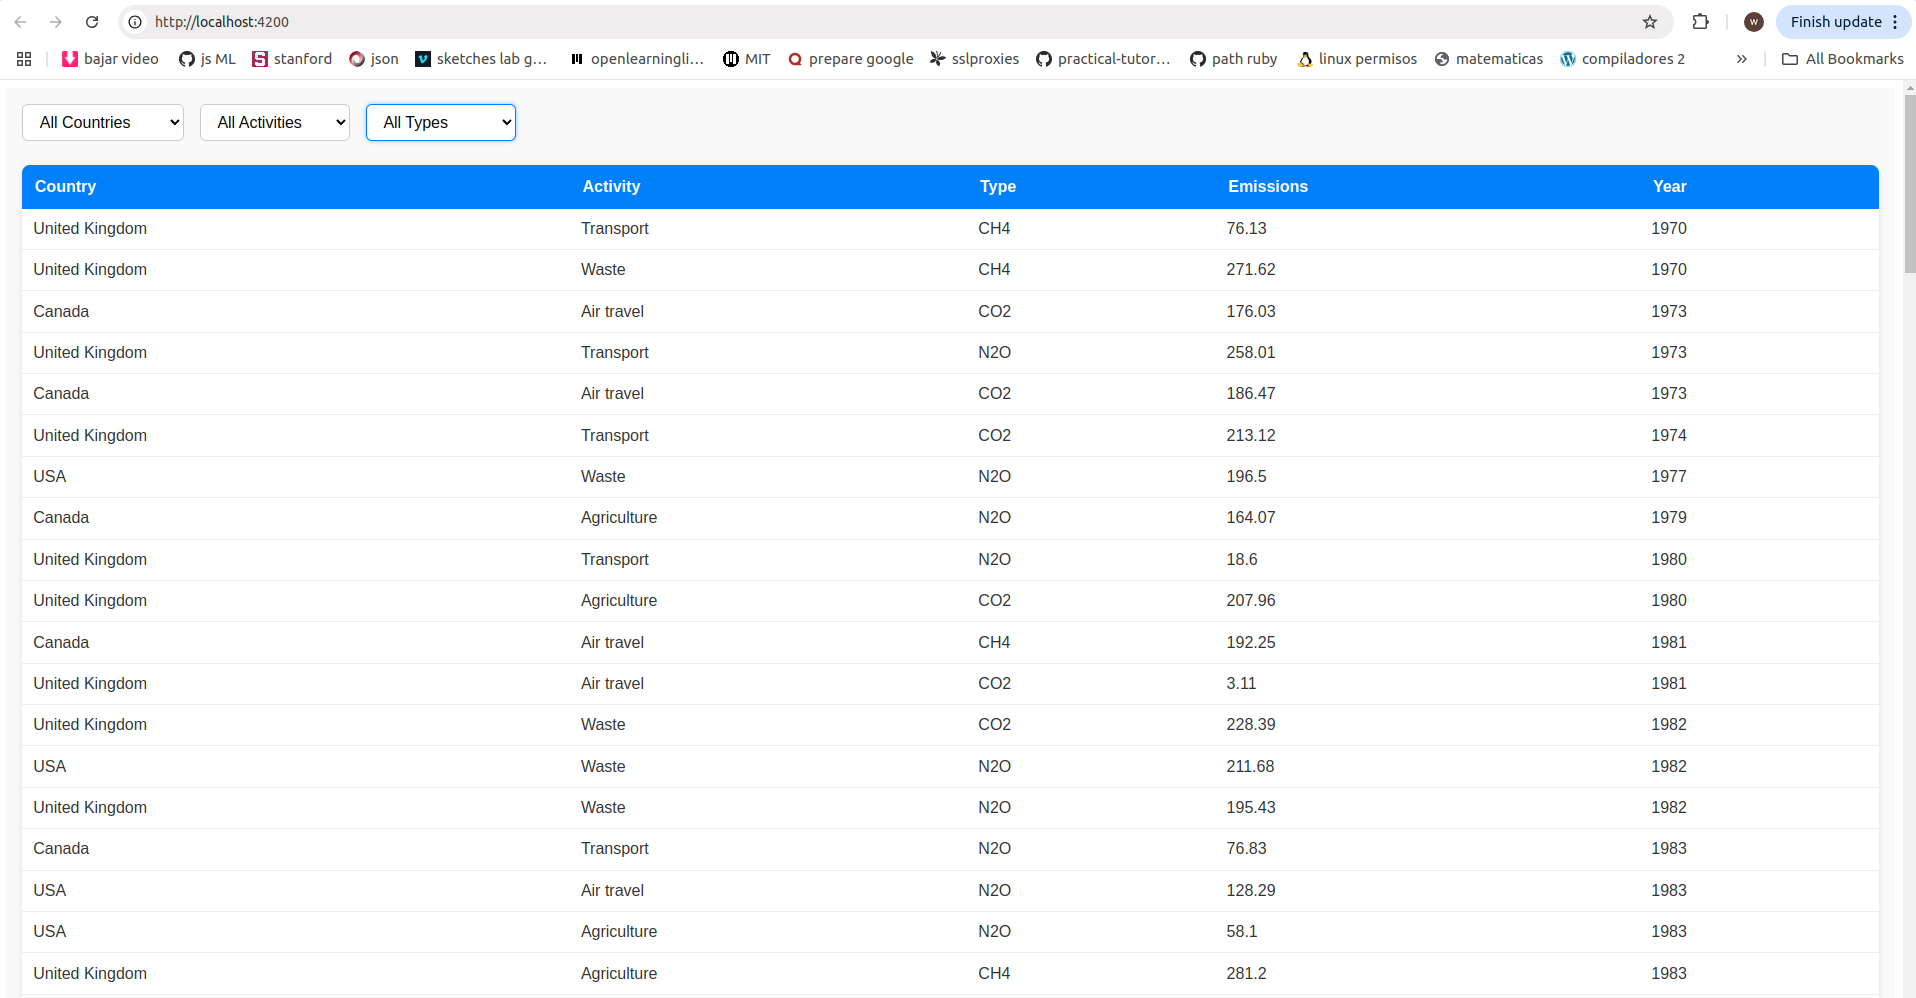 http://localhost:4200
W
Finish update
bajar video js ML stanford json sketches lab g... openlearningli... MIT prepare google sslproxies practical-tutor... path ruby linux permisos matematicas compiladores 2 » All Bookmarks
All Countries All Activities All Types
Country Activity Type Emissions Year
United Kingdom Transport CH4 76.13 1970
United Kingdom Waste CH4 271.62 1970
Canada Air travel CO2 176.03 1973
United Kingdom Transport N2O 258.01 1973
Canada Air travel CO2 186.47 1973
United Kingdom Transport CO2 213.12 1974
USA Waste N2O 196.5 1977
Canada Agriculture N2O 164.07 1979
United Kingdom Transport N2O 18.6 1980
United Kingdom Agriculture CO2 207.96 1980
Canada Air travel CH4 192.25 1981
United Kingdom Air travel CO2 3.11 1981
United Kingdom Waste CO2 228.39 1982
USA Waste N2O 211.68 1982
United Kingdom Waste N2O 195.43 1982
Canada Transport N2O 76.83 1983
USA Air travel N2O 128.29 1983
USA Agriculture N2O 58.1 1983
United Kingdom Agriculture CH4 281.2 1983